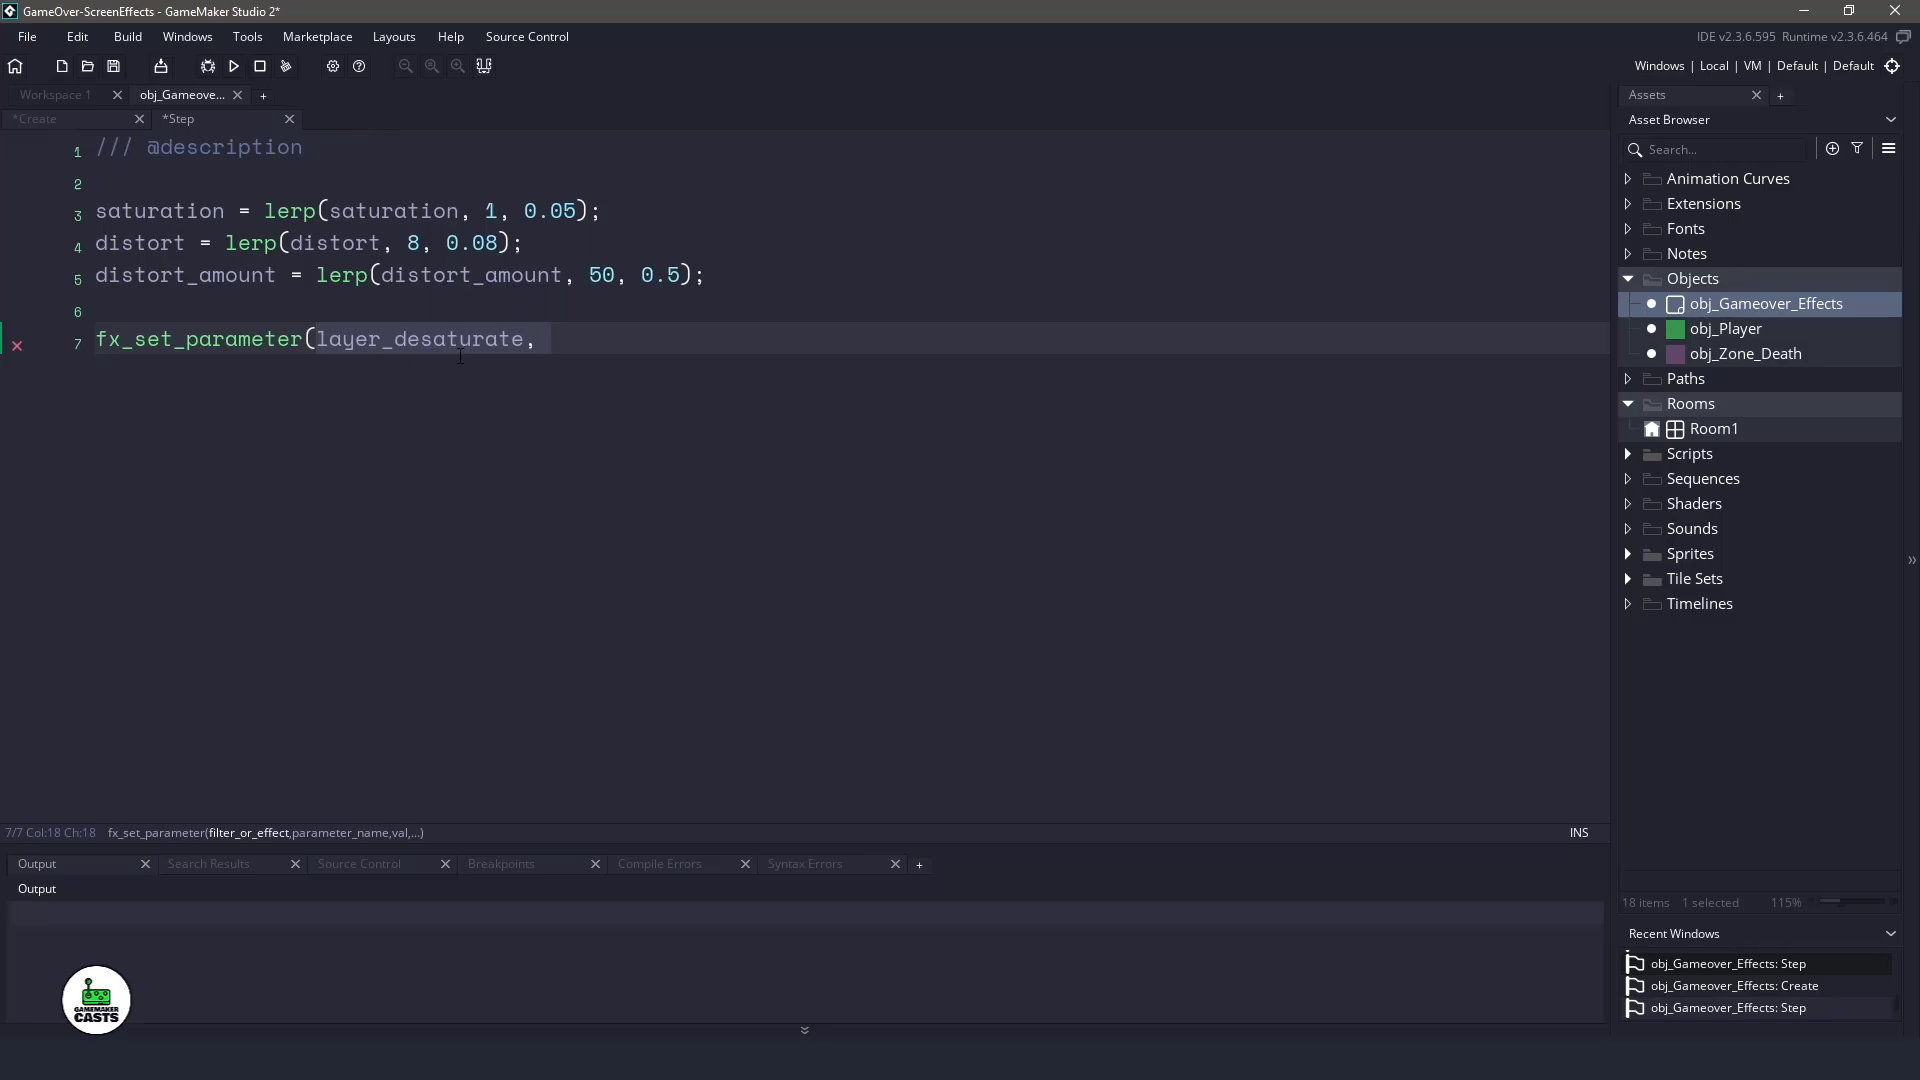 GameOver-ScreenEffects - GameMaker Studio 2*
File Edit Build Windows Tools Marketplace Layouts Help Source Control
IDE v2.3.6.595 Runtime v2.3.6.464
Windows | Local | VM | Default | Default
Workspace 1 obj_Gameove... +
*Create *Step
1 /// @description
2
3 saturation = lerp(saturation, 1, 0.05);
4 distort = lerp(distort, 8, 0.08);
5 distort_amount = lerp(distort_amount, 50, 0.5);
6
7 fx_set_parameter(layer_desaturate,
7/7 Col:18 Ch:18 fx_set_parameter(filter_or_effect,parameter_name,val,...)
INS
Output Search Results Source Control Breakpoints Compile Errors Syntax Errors +
Output
GAMEMAKER
CASTS
Assets +
Asset Browser
Search...
Animation Curves
Extensions
Fonts
Notes
Objects
obj_Gameover_Effects
obj_Player
obj_Zone_Death
Paths
Rooms
Room1
Scripts
Sequences
Shaders
Sounds
Sprites
Tile Sets
Timelines
18 items 1 selected 115%
Recent Windows
obj_Gameover_Effects: Step
obj_Gameover_Effects: Create
obj_Gameover_Effects: Step